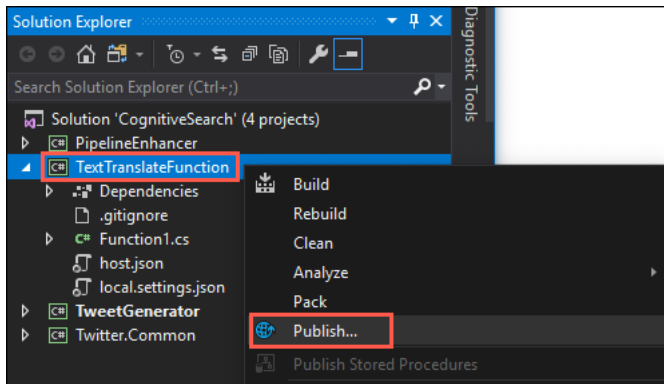 Solution Explorer
Diagnostic Tools
Search Solution Explorer (Ctrl+;)
Solution 'CognitiveSearch' (4 projects)
C# PipelineEnhancer
C# TextTranslateFunction
Dependencies
.gitignore
C# Function1.cs
host.json
local.settings.json
C# TweetGenerator
C# Twitter.Common
Build
Rebuild
Clean
Analyze
Pack
Publish...
Publish Stored Procedures